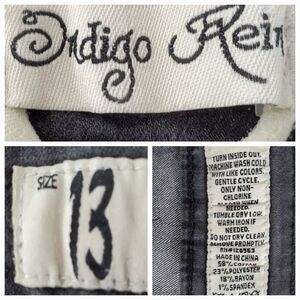 Indigo Rein
SIZE
13
TURN INSIDE OUT.
MACHINE WASH COLD
WITH LIKE COLORS.
GENTLE CYCLE.
ONLY NON-
CHLORINE
WHEN
NEEDED.
TUMBLE DRY LOW.
WARM IRON IF
NEEDED.
DO NOT DRY CLEAN
REMOVE PROMPTLY.
MADE IN CHINA
58% COTTON
23% POLYESTER
18% RAYON
1% SPANDEX